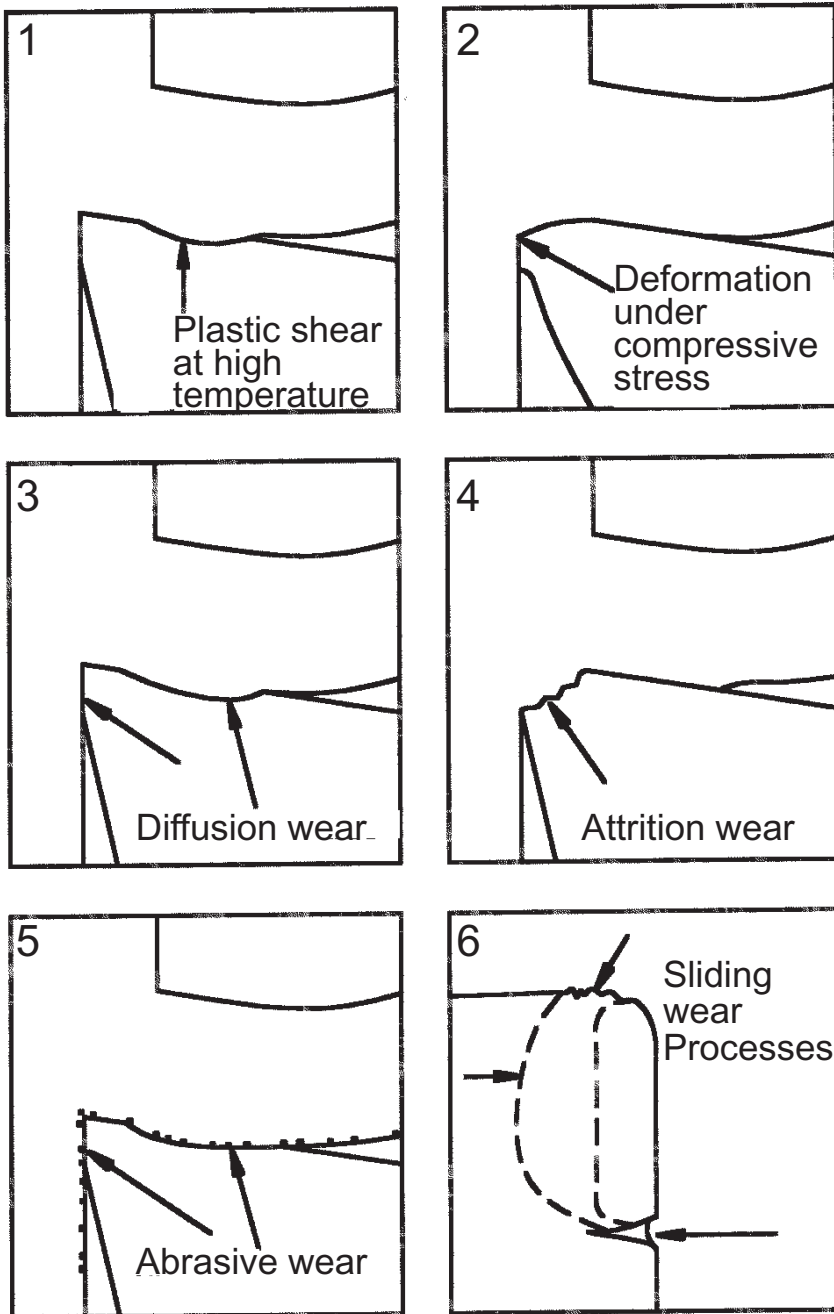 1
Plastic shear
at high
temperature
2
Deformation
under
compressive
stress
3
Diffusion wear
4
Attrition wear
5
Abrasive wear
6
Sliding
wear
Processes